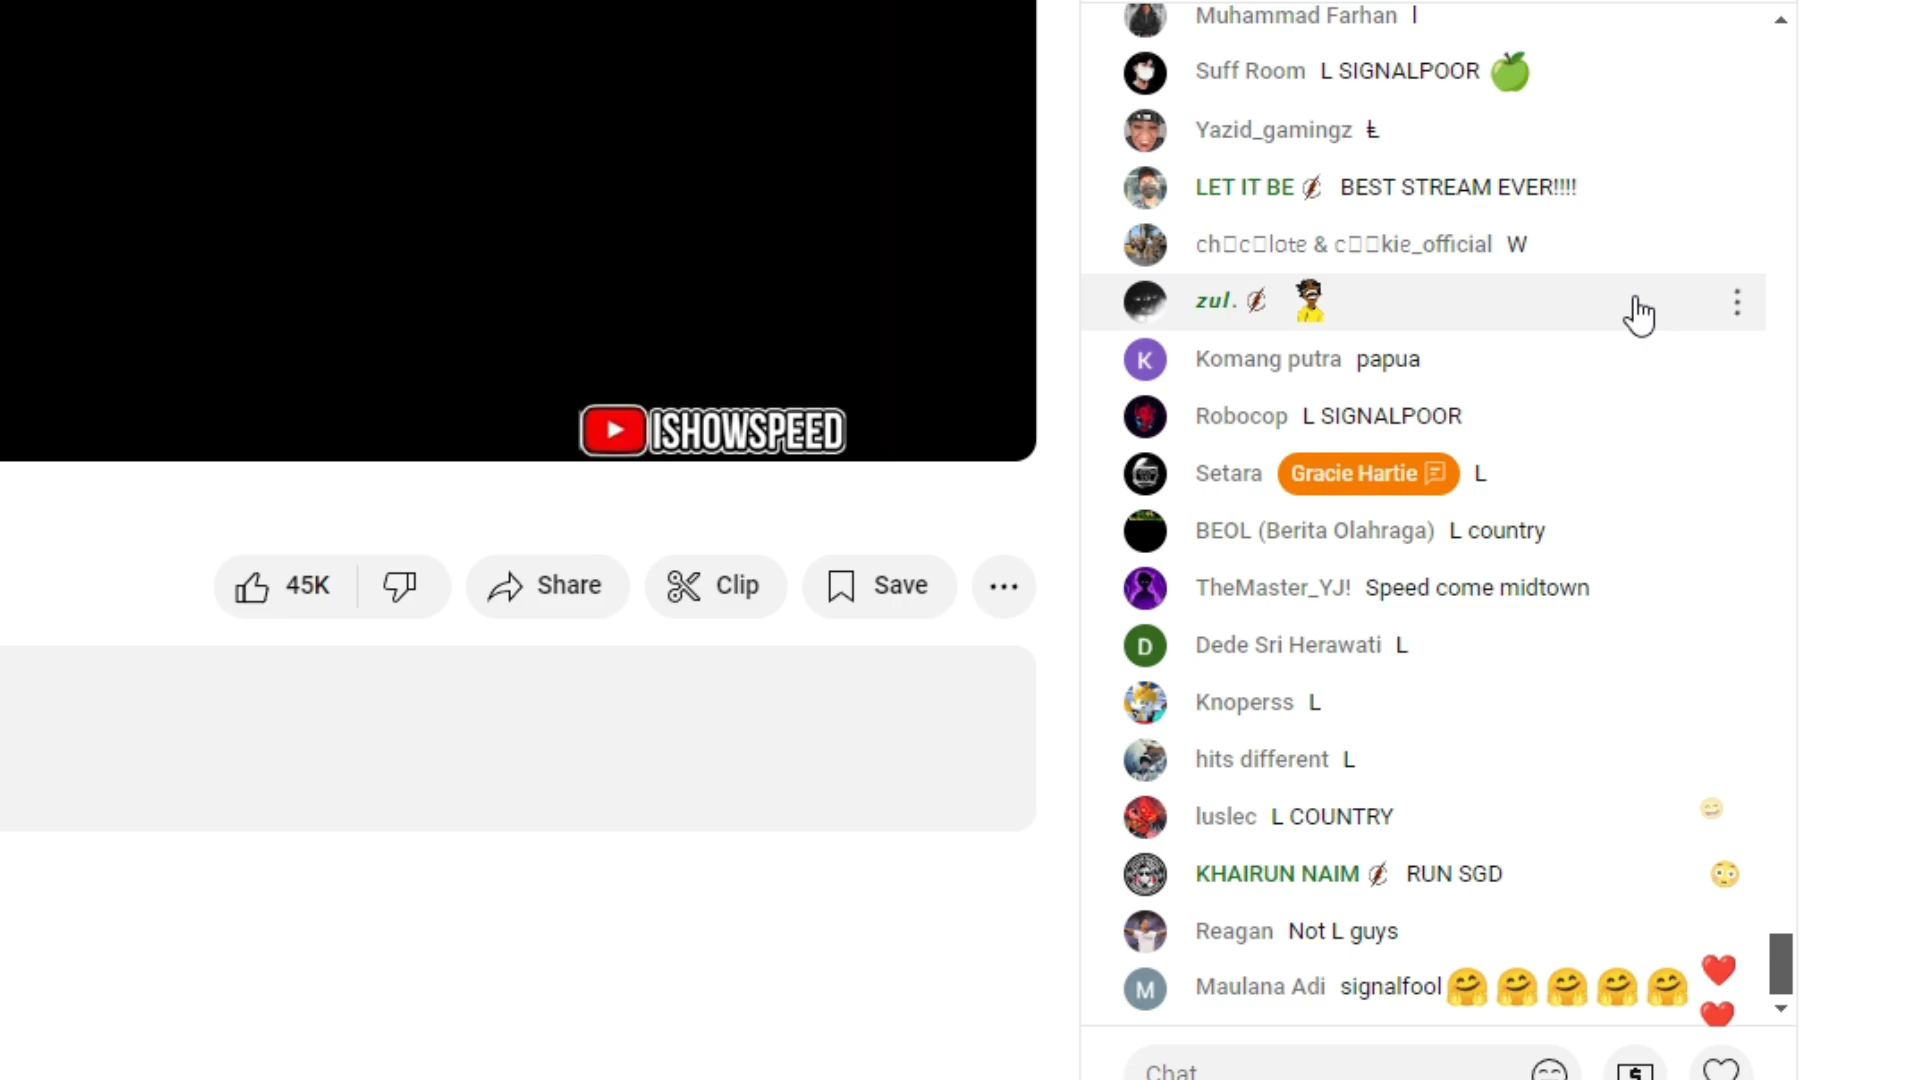 ISHOWSPEED
45K
Share
Clip
Save
Muhammad Farhan l
Suff Room L SIGNALPOOR 🍏
Yazid_gamingz Ł
LET IT BE BEST STREAM EVER!!!!
ch□c□lote & c□□kie_official W
zul.
K Komang putra papua
Robocop L SIGNALPOOR
Setara Gracie Hartie L
BEOL (Berita Olahraga) L country
TheMaster_YJ! Speed come midtown
D Dede Sri Herawati L
Knoperss L
hits different L
luslec L COUNTRY
KHAIRUN NAIM RUN SGD
Reagan Not L guys
M Maulana Adi signalfool🤗🤗🤗🤗🤗
Chat